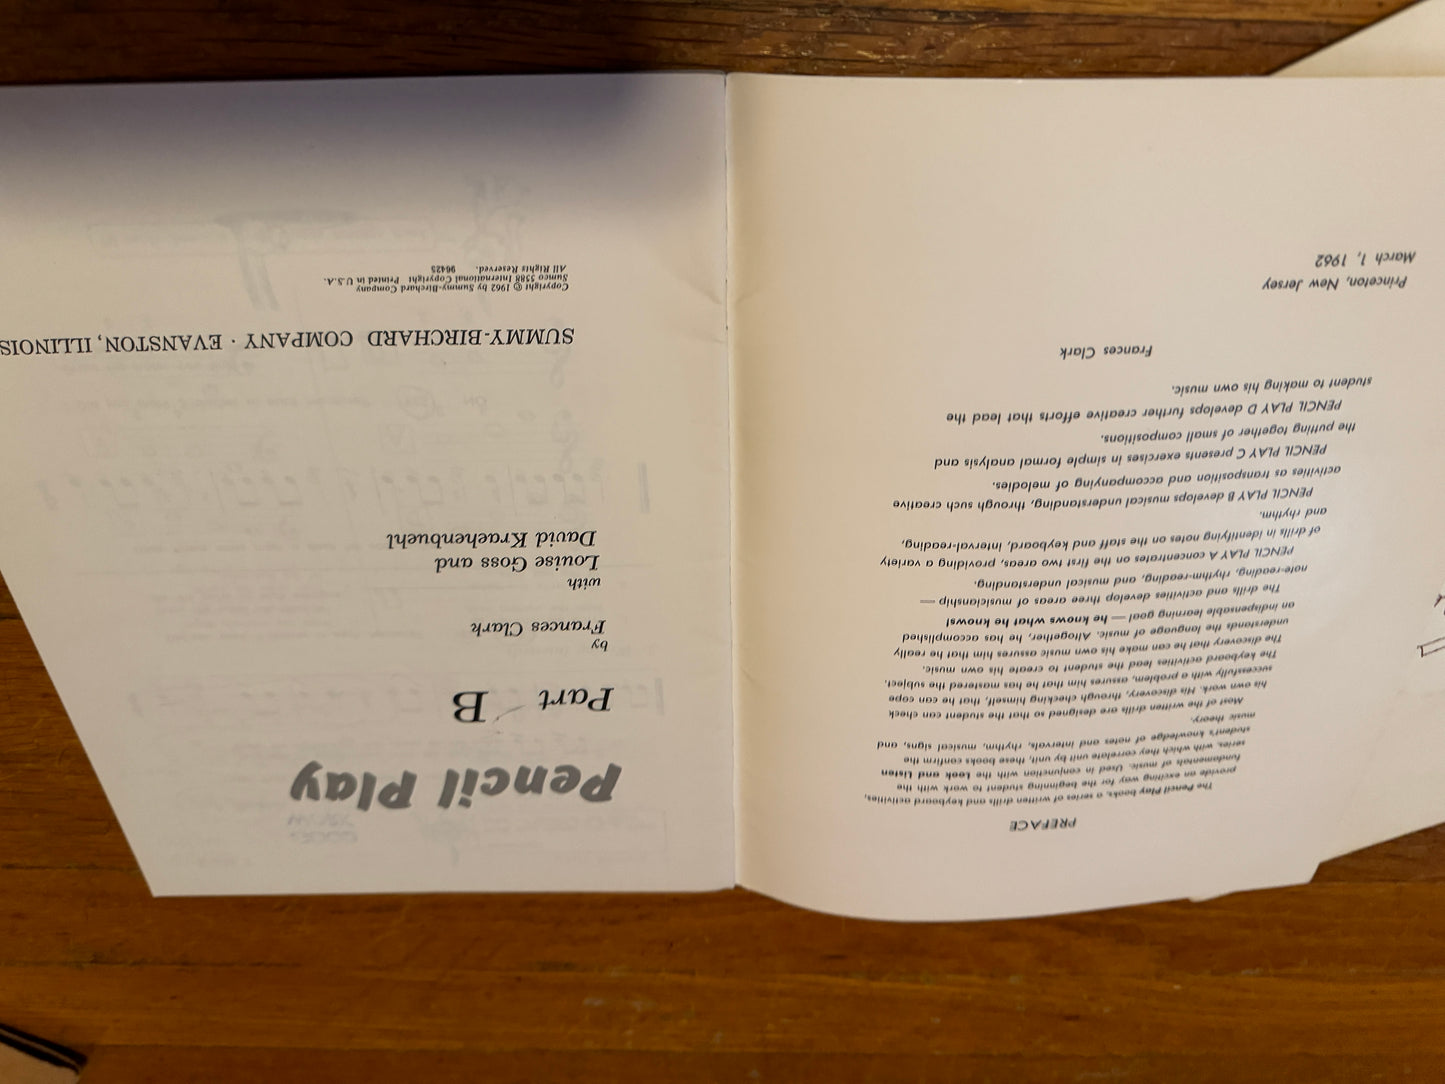 PREFACE
The Pencil Play books, a series of written drills and keyboard activities,
provide an exciting way for the beginning student to work with the
fundamentals of music. Used in conjunction with the Look and Listen
series, with which they correlate unit by unit, these books confirm the
student's knowledge of notes and intervals, rhythm, musical signs, and
music theory.
Most of the written drills are designed so that the student can check
his own work. His discovery, through checking himself, that he can cope
successfully with a problem, assures him that he has mastered the subject.
The keyboard activities lead the student to create his own music.
The discovery that he can make his own music assures him that he really
understands the language of music. Altogether, he has accomplished
an indispensable learning goal — he knows what he knows!
The drills and activities develop three areas of musicianship —
note-reading, rhythm-reading, and musical understanding.
PENCIL PLAY A concentrates on the first two areas, providing a variety
of drills in identifying notes on the staff and keyboard, interval-reading,
and rhythm.
PENCIL PLAY B develops musical understanding, through such creative
activities as transposition and accompanying of melodies.
PENCIL PLAY C presents exercises in simple formal analysis and
the putting together of small compositions.
PENCIL PLAY D develops further creative efforts that lead the
student to making his own music.
Frances Clark
Princeton, New Jersey
March 1, 1962
Pencil Play
Part B
by
Frances Clark
with
Louise Goss and
David Kraehenbuehl
SUMMY-BIRCHARD COMPANY · EVANSTON, ILLINOIS
Copyright © 1962 by Summy-Birchard Company
Sumco 5588 International Copyright Printed in U.S.A.
All Rights Reserved. 96425